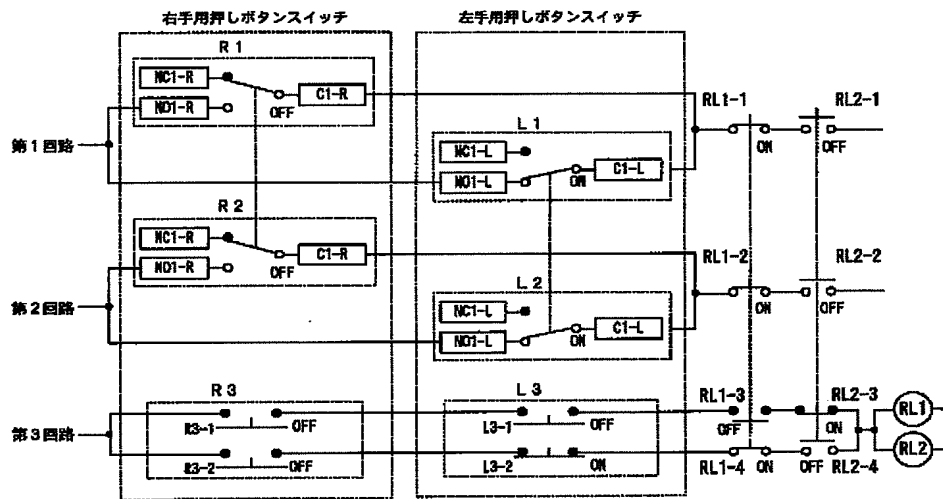 右手用押しボタンスイッチ
左手用押しボタンスイッチ
R1
NC1-R
NO1-R
OFF
C1-R
RL1-1
RL2-1
ON
OFF
第1回路
L1
NC1-L
NO1-L
ON
C1-L
R2
NC1-R
NO1-R
OFF
C1-R
RL1-2
RL2-2
ON
OFF
第2回路
L2
NC1-L
NO1-L
ON
C1-L
R3
L3
RL1-3
RL2-3
第3回路
R3-1
OFF
L3-1
OFF
OFF
ON
RL1
R3-2
OFF
L3-2
ON
RL1-4
ON
OFF
RL2-4
RL2